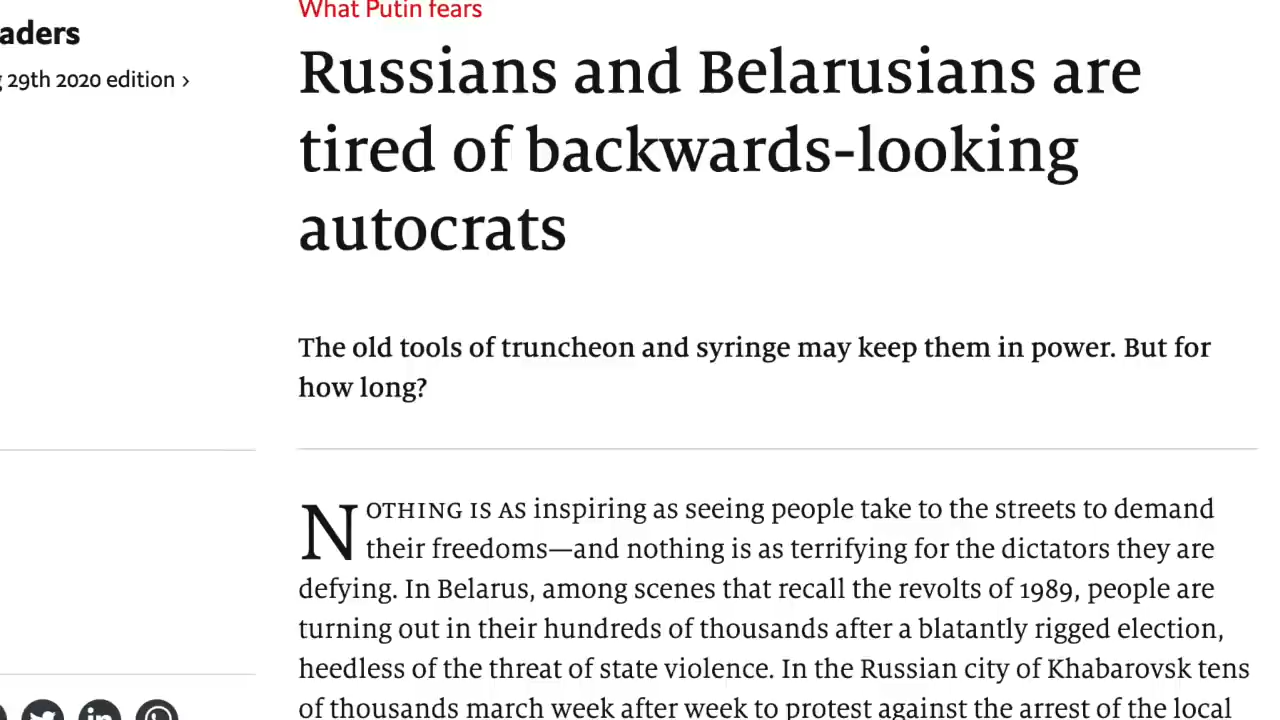 What Putin fears
Russians and Belarusians are
tired of backwards-looking
autocrats
The old tools of truncheon and syringe may keep them in power. But for
how long?
NOTHING IS AS inspiring as seeing people take to the streets to demand
their freedoms—and nothing is as terrifying for the dictators they are
defying. In Belarus, among scenes that recall the revolts of 1989, people are
turning out in their hundreds of thousands after a blatantly rigged election,
heedless of the threat of state violence. In the Russian city of Khabarovsk tens
of thousands march week after week to protest against the arrest of the local
aders
29th 2020 edition ›